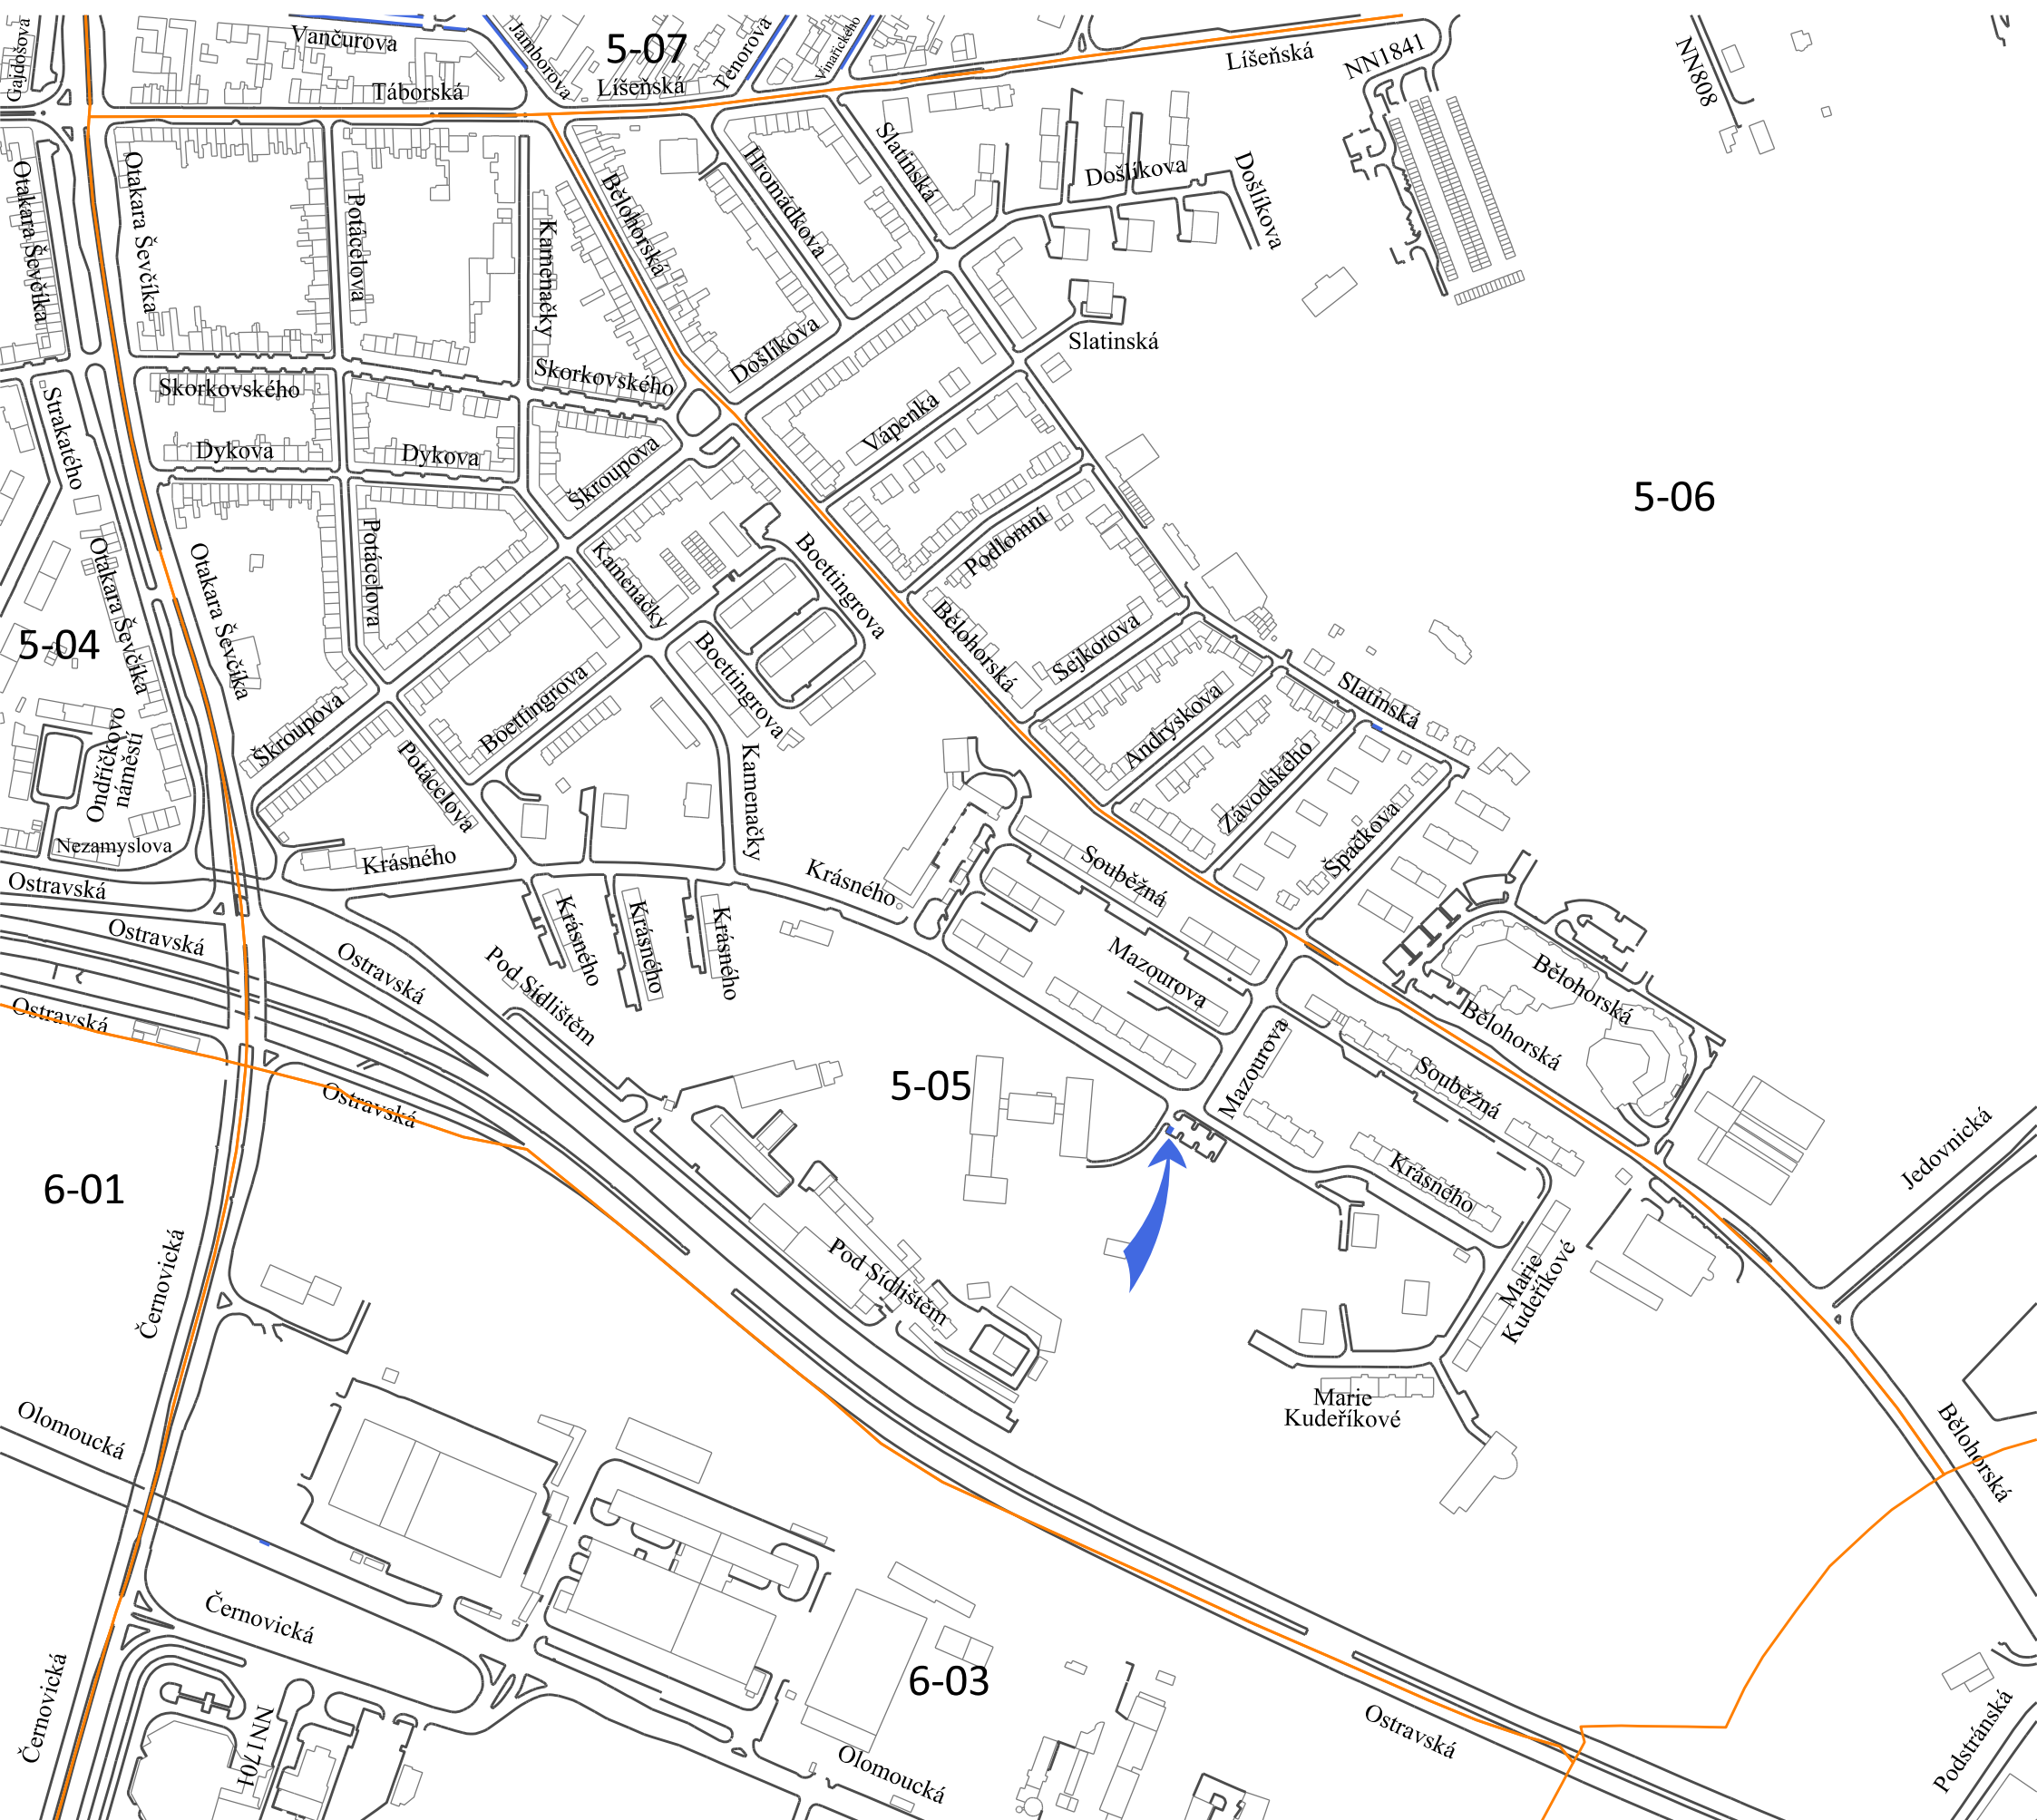 Gajdošova
Vančurova
Jamborova
5-07
Tenorova
Vinařického
Líšeňská
NN1841
NN808
Táborská
Líšeňská
Otakara Ševčíka
Otakara Ševčíka
Potácelova
Kamenačky
Bělohorská
Hromádkova
Slatinská
Došlíkova
Došlíkova
Slatinská
Došlíkova
Skorkovského
Skorkovského
Strakatého
Dykova
Dykova
Škroupova
Vápenka
5-06
Potácelova
Otakara Ševčíka
Otakara Ševčíka
Kamenačky
Boettingrova
Podlomní
Bělohorská
Sejkorova
5-04
Škroupova
Boettingrova
Boettingrova
Andrýskova
Slatinská
Ondříčkovo
náměstí
Potácelova
Kamenačky
Závodského
Špačkova
Nezamyslova
Krásného
Krásného
Souběžná
Ostravská
Ostravská
Ostravská
Ostravská
Krásného
Krásného
Krásného
Pod Sídlištěm
Mazourova
Bělohorská
Bělohorská
Mazourova
Souběžná
5-05
Ostravská
Jedovnická
6-01
Krásného
Černovická
Pod Sídlištěm
Marie
Kudeříkové
Marie
Kudeříkové
Olomoucká
Bělohorská
Černovická
Černovická
6-03
NN1701
Olomoucká
Ostravská
Podstránská